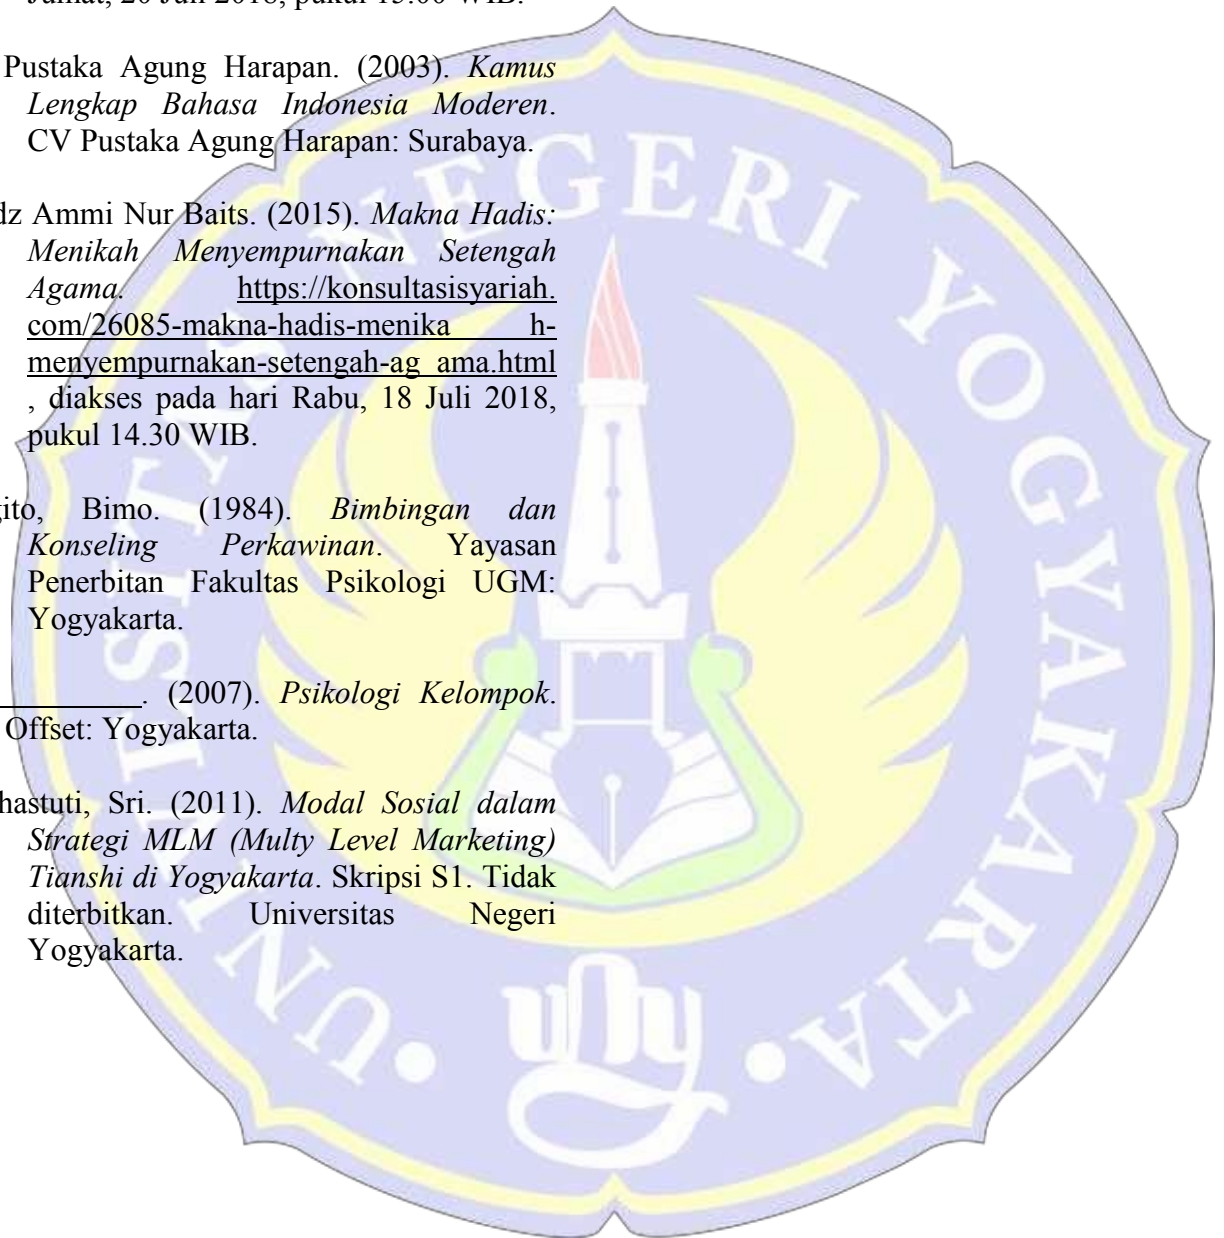 Jumat, 20 Juli 2018, pukul 15.00 WIB.
Pustaka Agung Harapan. (2003). Kamus
Lengkap Bahasa Indonesia Moderen.
CV Pustaka Agung Harapan: Surabaya.
dz Ammi Nur Baits. (2015). Makna Hadis:
Menikah Menyempurnakan Setengah
Agama. https://konsultasisyariah.
com/26085-makna-hadis-menika h-
menyempurnakan-setengah-ag ama.html
, diakses pada hari Rabu, 18 Juli 2018,
pukul 14.30 WIB.
gito, Bimo. (1984). Bimbingan dan
Konseling Perkawinan. Yayasan
Penerbitan Fakultas Psikologi UGM:
Yogyakarta.
. (2007). Psikologi Kelompok.
Offset: Yogyakarta.
hastuti, Sri. (2011). Modal Sosial dalam
Strategi MLM (Multy Level Marketing)
Tianshi di Yogyakarta. Skripsi S1. Tidak
diterbitkan. Universitas Negeri
Yogyakarta.
UNIVERSITAS NEGERI YOGYAKARTA
uny